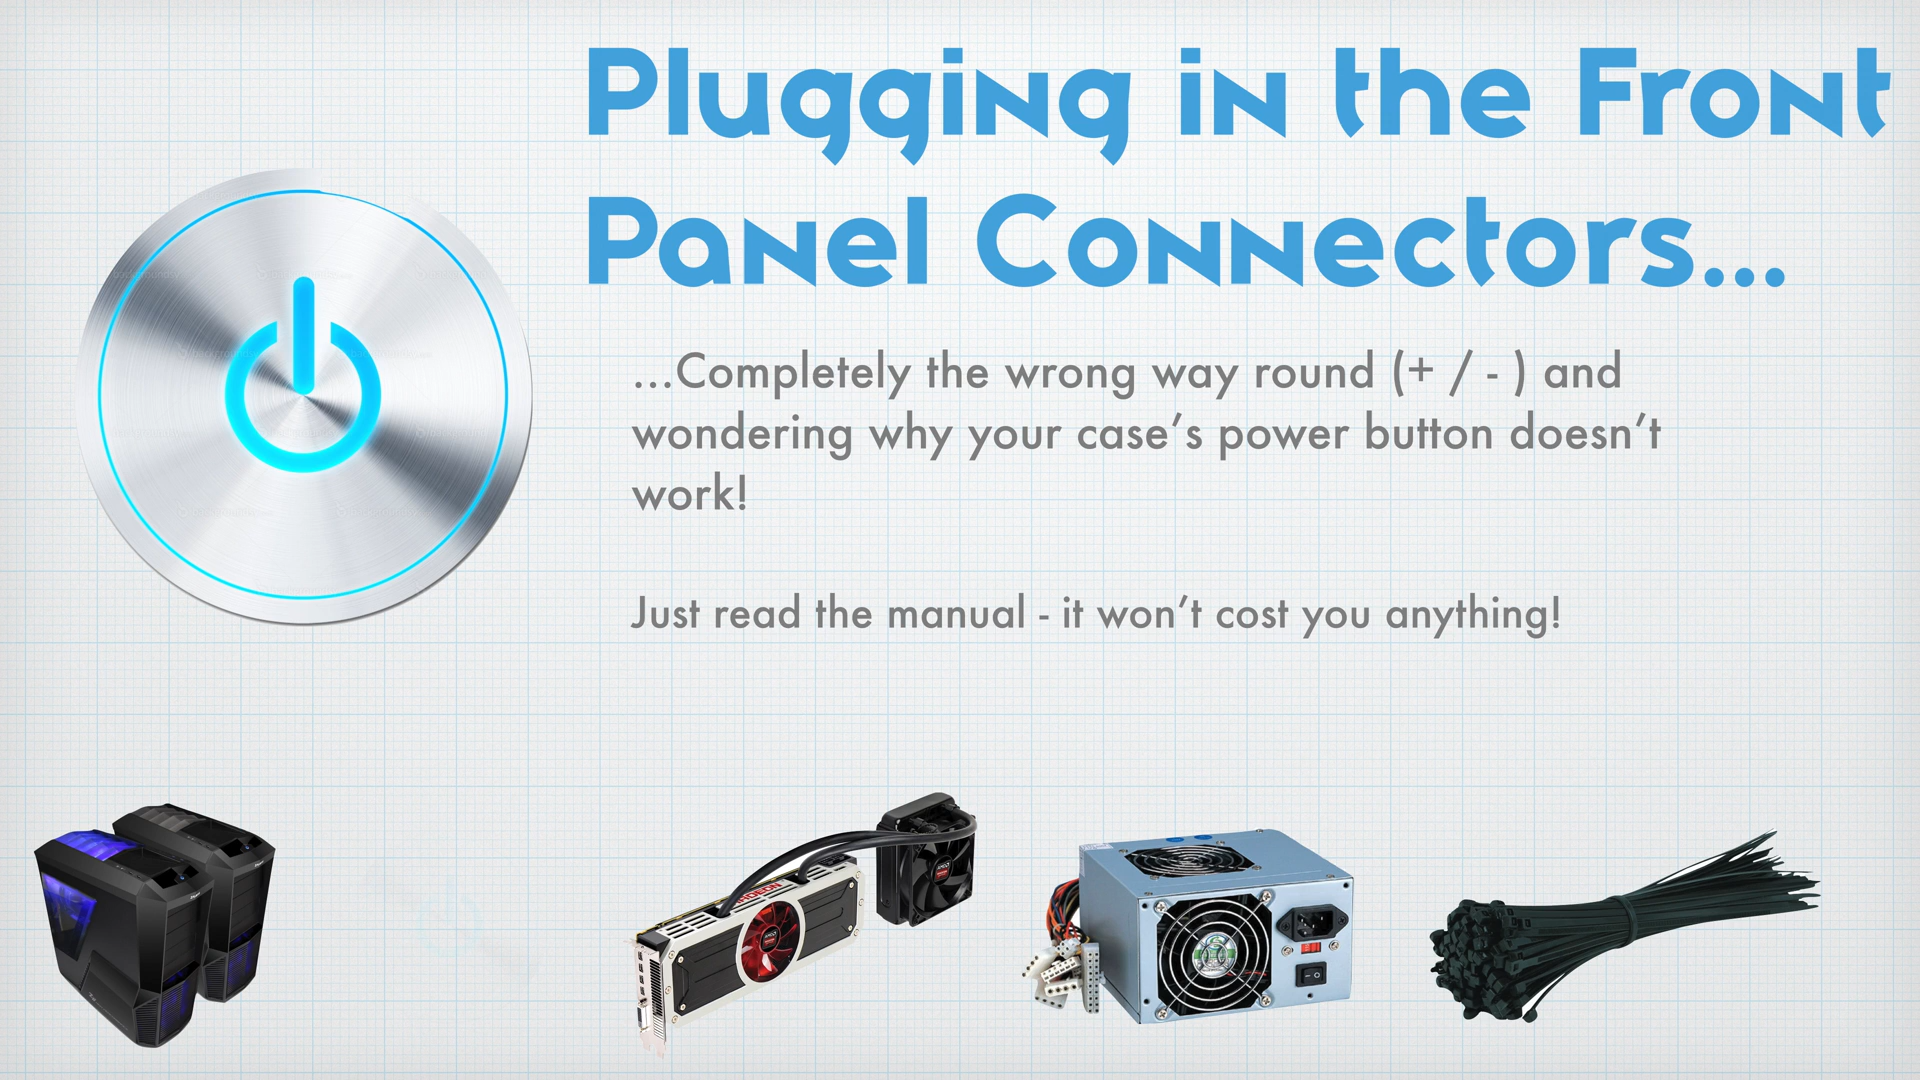 Plugging in the Front
Panel Connectors...
...Completely the wrong way round (+ / - ) and
wondering why your case’s power button doesn’t
work!
Just read the manual - it won’t cost you anything!